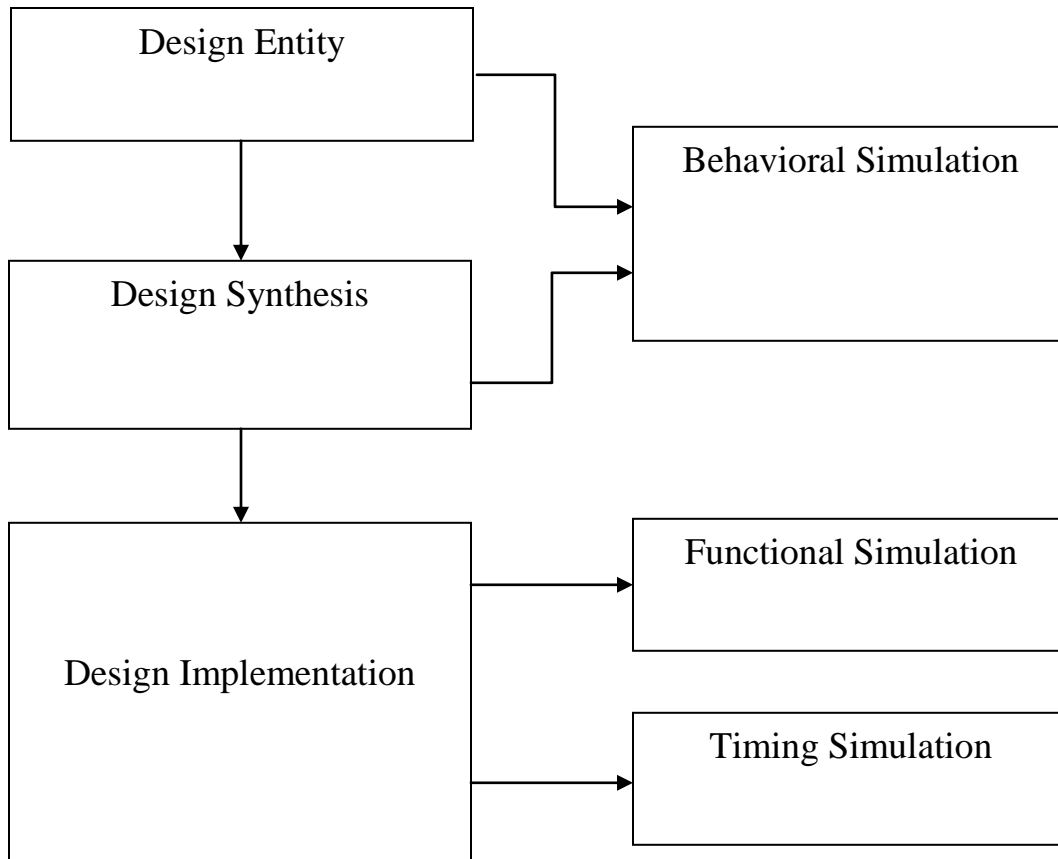 Design Entity
Behavioral Simulation
Design Synthesis
Functional Simulation
Design Implementation
Timing Simulation